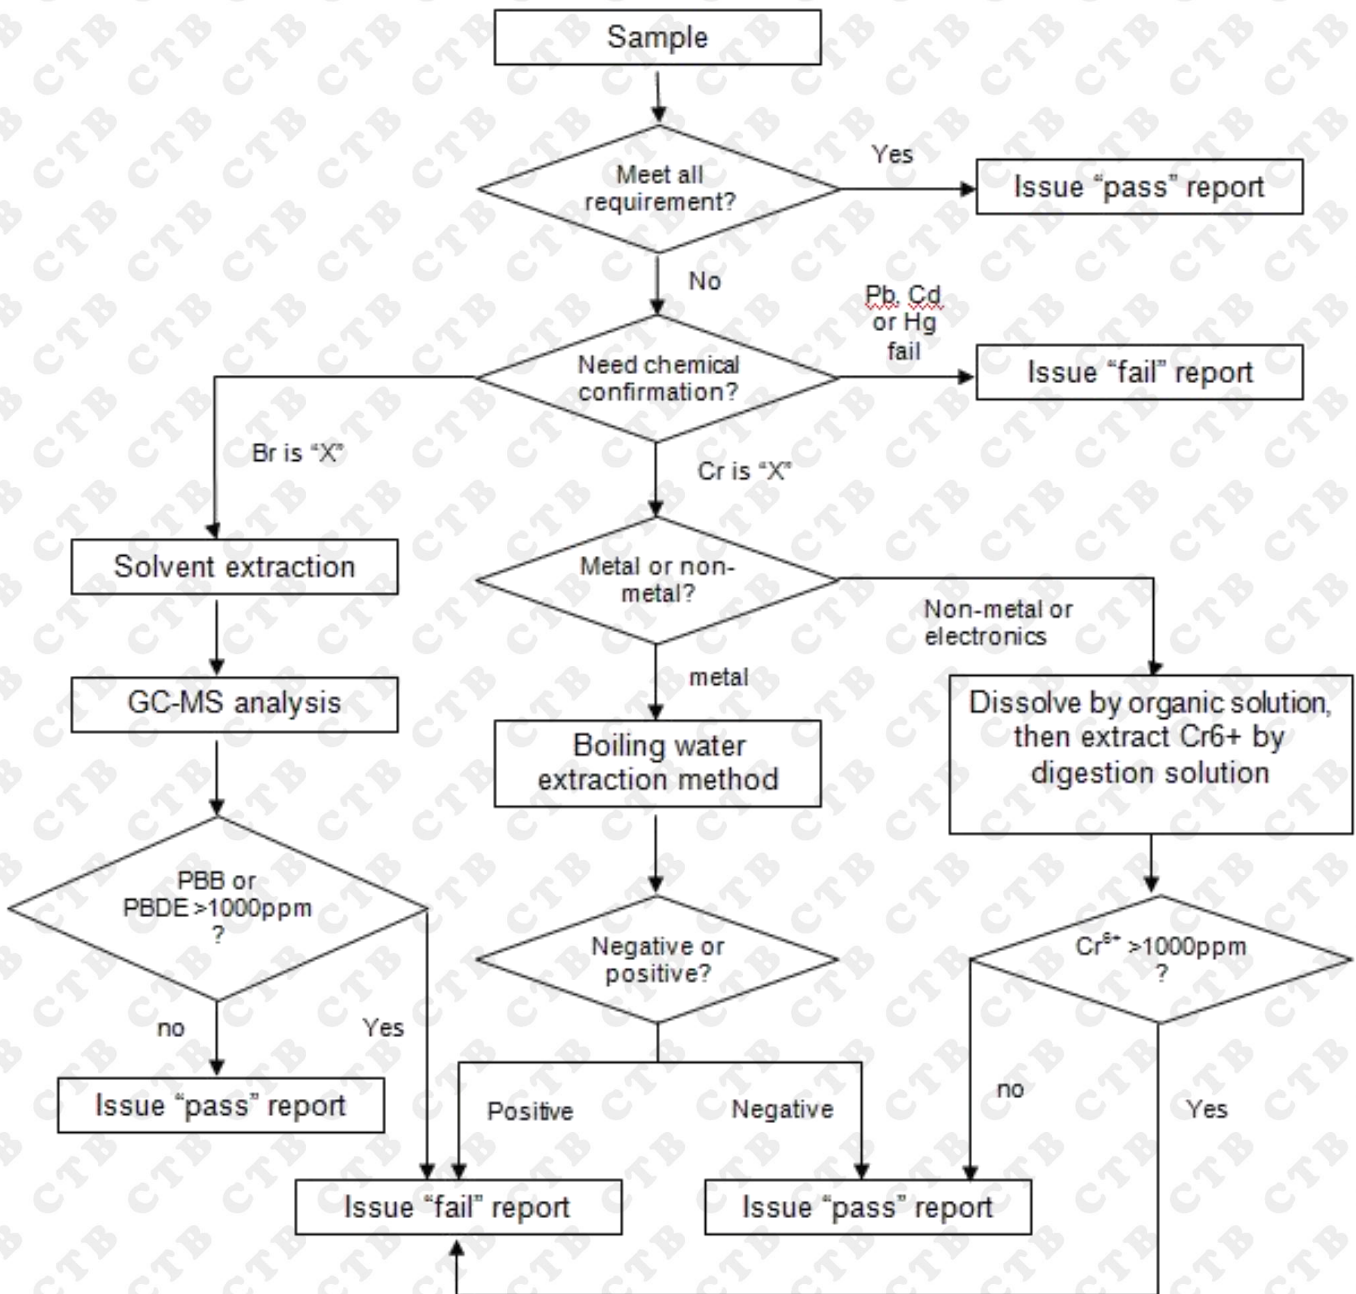 Sample
Meet all
requirement?
Yes
Issue “pass” report
No
Pb, Cd
or Hg
fail
Need chemical
confirmation?
Issue “fail” report
Br is “X”
Cr is “X”
Solvent extraction
Metal or non-
metal?
Non-metal or
electronics
metal
GC-MS analysis
Boiling water
extraction method
Dissolve by organic solution,
then extract Cr6+ by
digestion solution
PBB or
PBDE >1000ppm
?
Negative or
positive?
Cr⁶⁺ >1000ppm
?
no
Yes
Issue “pass” report
Positive
Negative
no
Yes
Issue “fail” report
Issue “pass” report
CTB